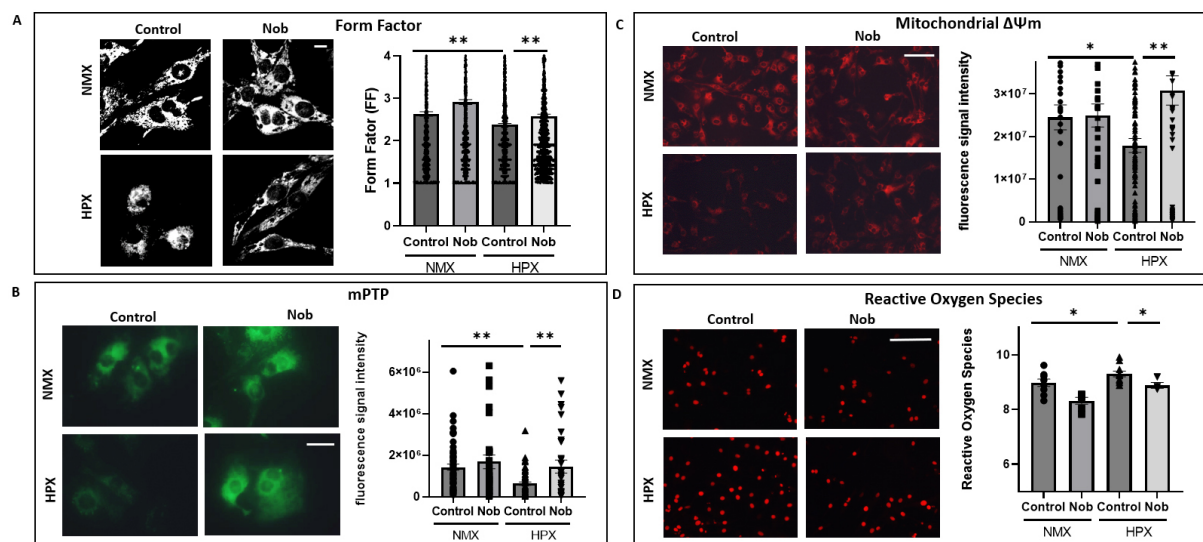 A
Form Factor
Control
Nob
NMX
HPX
Form Factor (FF)
4
3
2
1
0
**
**
Control Nob Control Nob
NMX
HPX
B
mPTP
Control
Nob
NMX
HPX
fluorescence signal intensity
6×10⁶
4×10⁶
2×10⁶
0
**
**
Control Nob Control Nob
NMX
HPX
C
Mitochondrial ΔΨm
Control
Nob
NMX
HPX
fluorescence signal intensity
3×10⁷
2×10⁷
1×10⁷
0
*
**
Control Nob Control Nob
NMX
HPX
D
Reactive Oxygen Species
Control
Nob
NMX
HPX
Reactive Oxygen Species
10
8
6
*
*
Control Nob Control Nob
NMX
HPX